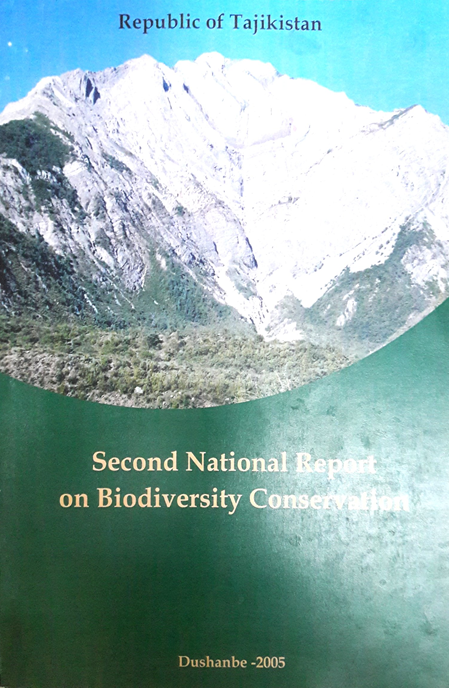 Republic of Tajikistan
Second National Report
on Biodiversity Conservation
Dushanbe -2005